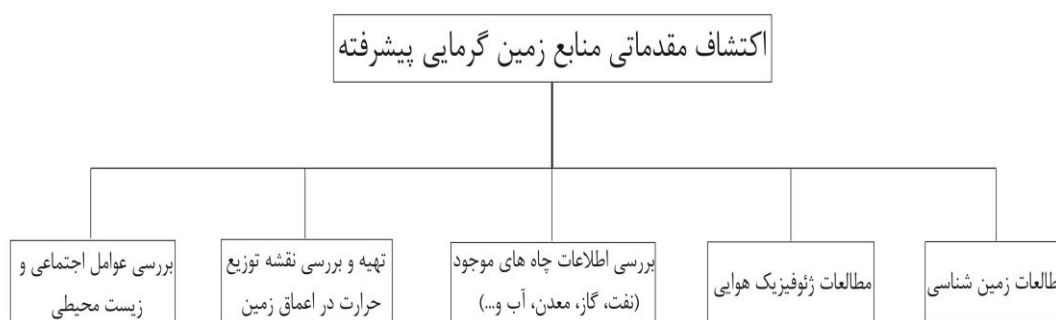 اکتشاف مقدماتی منابع زمین گرمایی پیشرفته
طالعات زمین شناسی
مطالعات ژئوفیزیک هوایی
بررسی اطلاعات چاه های موجود
(نفت، گاز، معدن، آب و...)
تهیه و بررسی نقشه توزیع
حرارت در اعماق زمین
بررسی عوامل اجتماعی و
زیست محیطی